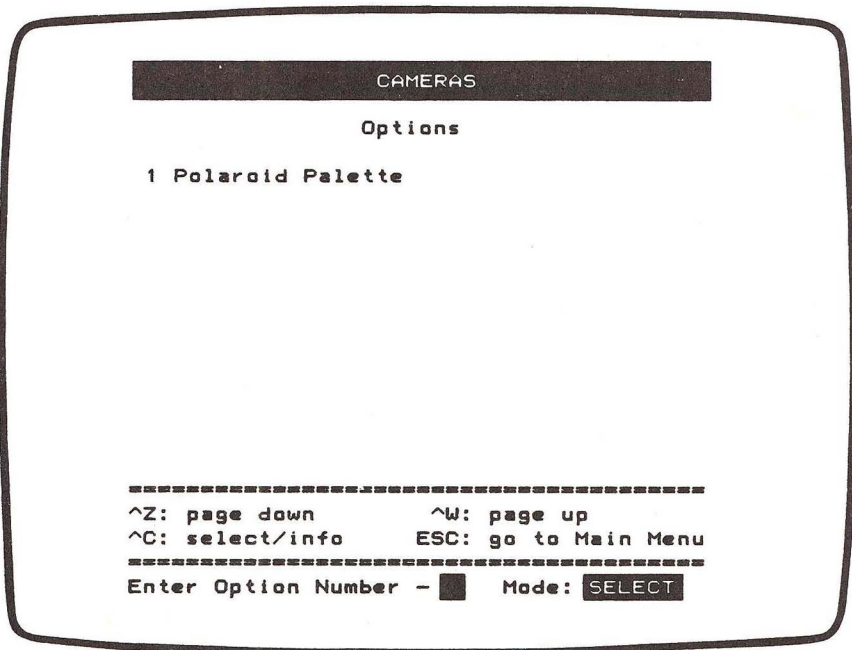 CAMERAS
Options
1 Polaroid Palette
=========================================
^Z: page down ^W: page up
^C: select/info ESC: go to Main Menu
=========================================
Enter Option Number - Mode: SELECT